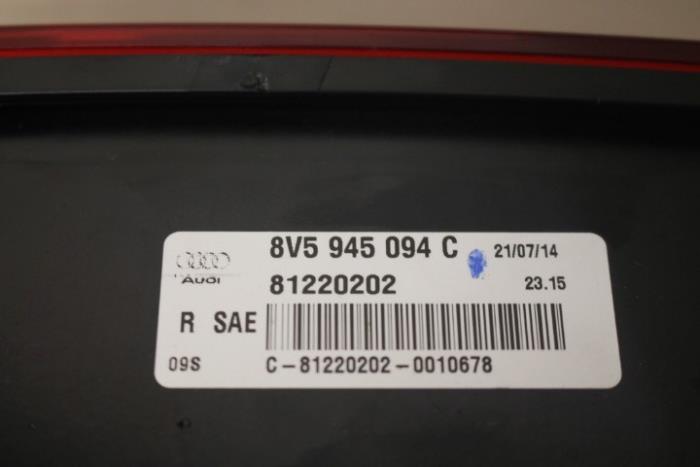 8V5 945 094 C 21/07/14
Audi 81220202 23.15
R SAE
09S C-81220202-0010678